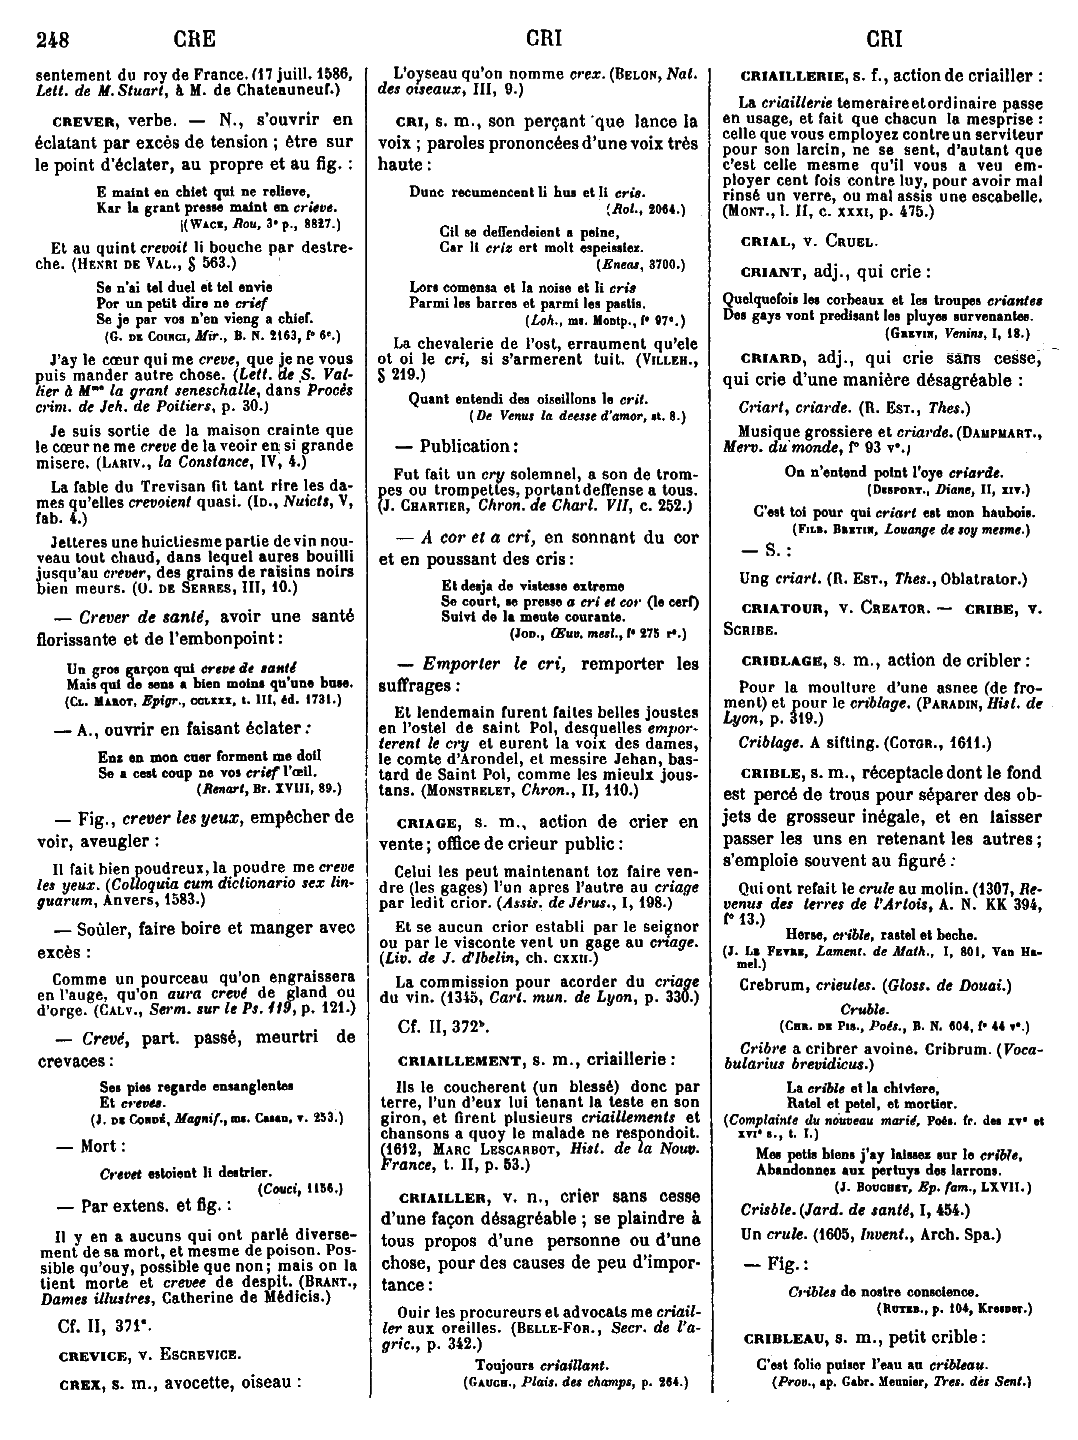 248 CRE CRI CRI
sentement du roy de France. (17 juill. 1586,
Lett. de M. Stuart, à M. de Chateauneuf.)
CREVER, verbe. — N., s'ouvrir en
éclatant par excès de tension ; être sur
le point d'éclater, au propre et au fig. :
E maint en chiet qui ne relieve,
Kar la grant presse maint en crieve.
(WACE, Rou, 3e p., 8827.)
Et au quint crevoit li bouche par destre-
che. (HENRI DE VAL., § 563.)
Se n'ai tel duel et tel envie
Por un petit dire ne crief
Se je par vos n'en vieng a chief.
(G. DE COINCI, Mir., B. N. 2163, fo 6c.)
J'ay le cœur qui me creve, que je ne vous
puis mander autre chose. (Lett. de S. Val-
lier à Mme la grant seneschalle, dans Procès
crim. de Jeh. de Poitiers, p. 30.)
Je suis sortie de la maison crainte que
le cœur ne me creve de la veoir en si grande
misere. (LARIV., la Constance, IV, 4.)
La fable du Trevisan fit tant rire les da-
mes qu'elles crevoient quasi. (ID., Nuicts, V,
fab. 4.)
Jetteres une huictiesme partie de vin nou-
veau tout chaud, dans lequel aures bouilli
jusqu'au crever, des grains de raisins noirs
bien meurs. (O. DE SERRES, III, 10.)
— Crever de santé, avoir une santé
florissante et de l'embonpoint :
Un gros garçon qui creve de santé
Mais qui de sens a bien moins qu'une buse.
(CL. MAROT, Epigr., CCLXXX, t. III, éd. 1731.)
— A., ouvrir en faisant éclater :
Enz en mon cuer forment me doil
Se a cest coup ne vos crief l'œil.
(Renart, Br. XVIII, 89.)
— Fig., crever les yeux, empêcher de
voir, aveugler :
Il fait bien poudreux, la poudre me creve
les yeux. (Colloquia cum dictionario sex lin-
guarum, Anvers, 1583.)
— Soûler, faire boire et manger avec
excès :
Comme un pourceau qu'on engraissera
en l'auge, qu'on aura crevé de gland ou
d'orge. (CALV., Serm. sur le Ps. 119, p. 121.)
— Crevé, part. passé, meurtri de
crevaces :
Ses pies regarde ensanglentes
Et creves.
(J. DE CONDÉ, Magnif., ms. Casan, v. 253.)
— Mort :
Crevet estoient li destrier.
(Couci, 1156.)
— Par extens. et fig. :
Il y en a aucuns qui ont parlé diverse-
ment de sa mort, et mesme de poison. Pos-
sible qu'ouy, possible que non ; mais on la
tient morte et crevee de despit. (BRANT.,
Dames illustres, Catherine de Médicis.)
Cf. II, 371a.
CREVICE, v. ESCREVICE.
CREX, s. m., avocette, oiseau :
L'oyseau qu'on nomme crex. (BELON, Nat.
des oiseaux, III, 9.)
CRI, s. m., son perçant que lance la
voix ; paroles prononcées d'une voix très
haute :
Dunc recumencent li hus et li cris.
(Rol., 2064.)
Cil se deffendeient a peine,
Car li criz ert molt espeissiez.
(Eneas, 3700.)
Lors comensa et la noise et li cris
Parmi les barres et parmi les pastis.
(Loh., ms. Montp., fo 97c.)
La chevalerie de l'ost, erraument qu'ele
ot oi le cri, si s'armerent tuit. (VILLEH.,
§ 219.)
Quant entendi des oiseillons le crit.
(De Venus la deesse d'amor, st. 8.)
— Publication :
Fut fait un cry solemnel, a son de trom-
pes ou trompettes, portant deffense a tous.
(J. CHARTIER, Chron. de Charl. VII, c. 252.)
— A cor et a cri, en sonnant du cor
et en poussant des cris :
Et desja de vistesse extreme
Se court, se presse a cri et cor (le cerf)
Suivi de la meute courante.
(JOD., Œuv. mesl., fo 275 ro.)
— Emporter le cri, remporter les
suffrages :
Et lendemain furent faites belles joustes
en l'ostel de saint Pol, desquelles empor-
terent le cry et eurent la voix des dames,
le comte d'Arondel, et messire Jehan, bas-
tard de Saint Pol, comme les mieulx jous-
tans. (MONSTRELET, Chron., II, 110.)
CRIAGE, s. m., action de crier en
vente ; office de crieur public :
Celui les peut maintenant toz faire ven-
dre (les gages) l'un apres l'autre au criage
par ledit crior. (Assis. de Jérus., I, 198.)
Et se aucun crior establi par le seignor
ou par le visconte vent un gage au criage.
(Liv. de J. d'Ibelin, ch. CXXII.)
La commission pour acorder du criage
du vin. (1345, Cart. mun. de Lyon, p. 330.)
Cf. II, 372b.
CRIAILLEMENT, s. m., criaillerie :
Ils le coucherent (un blessé) donc par
terre, l'un d'eux lui tenant la teste en son
giron, et firent plusieurs criaillements et
chansons a quoy le malade ne respondoit.
(1612, MARC LESCARBOT, Hist. de la Nouv.
France, t. II, p. 53.)
CRIAILLER, v. n., crier sans cesse
d'une façon désagréable ; se plaindre à
tous propos d'une personne ou d'une
chose, pour des causes de peu d'impor-
tance :
Ouir les procureurs et advocats me criail-
ler aux oreilles. (BELLE-FOR., Secr. de l'a-
gric., p. 342.)
Toujours criaillant.
(GAUCH., Plais. des champs, p. 264.)
CRIAILLERIE, s. f., action de criailler :
La criaillerie temeraire et ordinaire passe
en usage, et fait que chacun la mesprise :
celle que vous employez contre un serviteur
pour son larcin, ne se sent, d'autant que
c'est celle mesme qu'il vous a veu em-
ployer cent fois contre luy, pour avoir mal
rinsé un verre, ou mal assis une escabelle.
(MONT., l. II, c. XXXI, p. 475.)
CRIAL, v. CRUEL.
CRIANT, adj., qui crie :
Quelquefois les corbeaux et les troupes criantes
Des gays vont predisant les pluyes survenantes.
(GREVIN, Venins, I, 18.)
CRIARD, adj., qui crie sans cesse,
qui crie d'une manière désagréable :
Criart, criarde. (R. EST., Thes.)
Musique grossiere et criarde. (DAMPMART.,
Merv. du monde, fo 93 vo.)
On n'entend point l'oye criarde.
(DESPORT., Diane, II, XIV.)
C'est toi pour qui criart est mon haubois.
(FILB. BRETIN, Louange de soy mesme.)
— S. :
Ung criart. (R. EST., Thes., Oblatrator.)
CRIATOUR, v. CREATOR. — CRIBE, v.
SCRIBE.
CRIBLAGE, s. m., action de cribler :
Pour la moulture d'une asnee (de fro-
ment) et pour le criblage. (PARADIN, Hist. de
Lyon, p. 319.)
Criblage. A sifting. (COTGR., 1611.)
CRIBLE, s. m., réceptacle dont le fond
est percé de trous pour séparer des ob-
jets de grosseur inégale, et en laisser
passer les uns en retenant les autres ;
s'emploie souvent au figuré :
Qui ont refait le crule au molin. (1307, Re-
venus des terres de l'Artois, A. N. KK 394,
fo 13.)
Herse, crible, rastel et beche.
(J. LE FEVRE, Lament. de Math., I, 801, Van Ha-
mel.)
Crebrum, crieules. (Gloss. de Douai.)
Cruble.
(CHR. DE PIS., Poés., B. N. 604, fo 44 vo.)
Cribre a cribrer avoine. Cribrum. (Voca-
bularius brevidicus.)
La crible et la chiviere,
Ratel et petel, et mortier.
(Complainte du nouveau marié, Poés. fr. des XVe et
XVIe s., t. I.)
Mes petis biens j'ay laissez sur le crible,
Abandonnez aux pertuys des larrons.
(J. BOUCHET, Ep. fam., LXVII.)
Crisble. (Jard. de santé, I, 454.)
Un crule. (1605, Invent., Arch. Spa.)
— Fig. :
Cribles de nostre conscience.
(RUTEB., p. 104, Kressner.)
CRIBLEAU, s. m., petit crible :
C'est folie puiser l'eau au cribleau.
(Prov., ap. Gabr. Meunier, Tres. des Sent.)